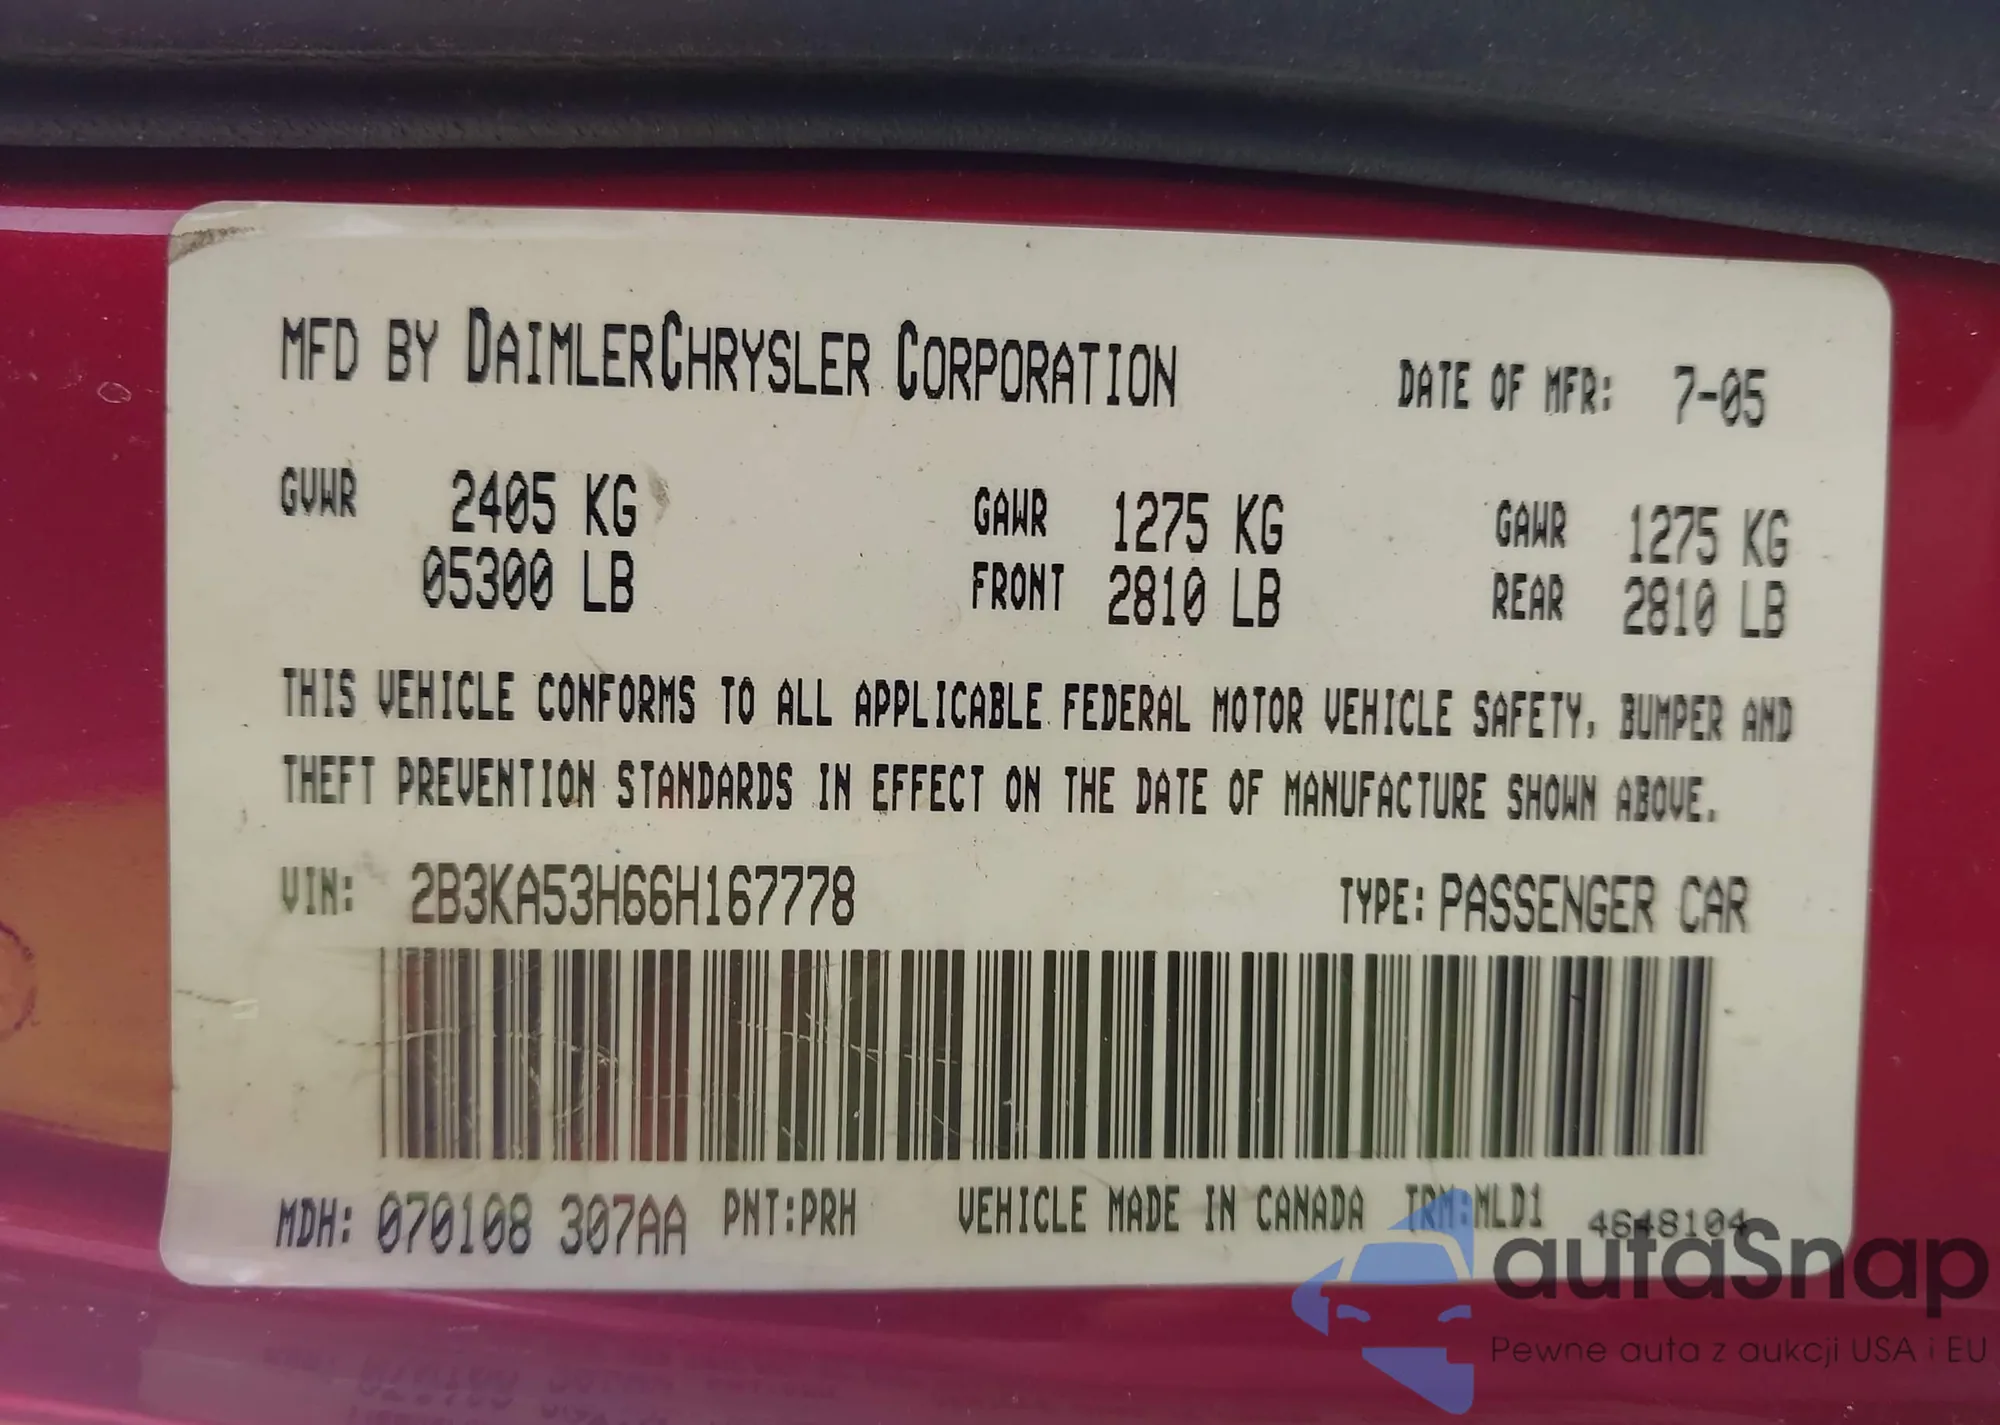 MFD BY DAIMLERCHRYSLER CORPORATION DATE OF MFR: 7-05
GVWR 2405 KG GAWR 1275 KG GAWR 1275 KG
05300 LB FRONT 2810 LB REAR 2810 LB
THIS VEHICLE CONFORMS TO ALL APPLICABLE FEDERAL MOTOR VEHICLE SAFETY, BUMPER AND
THEFT PREVENTION STANDARDS IN EFFECT ON THE DATE OF MANUFACTURE SHOWN ABOVE.
VIN: 2B3KA53H66H167778 TYPE: PASSENGER CAR
MDH: 070108 307AA PNT:PRH VEHICLE MADE IN CANADA TRM:MLD1 4648104
autaSnap
Pewne auta z aukcji USA i EU